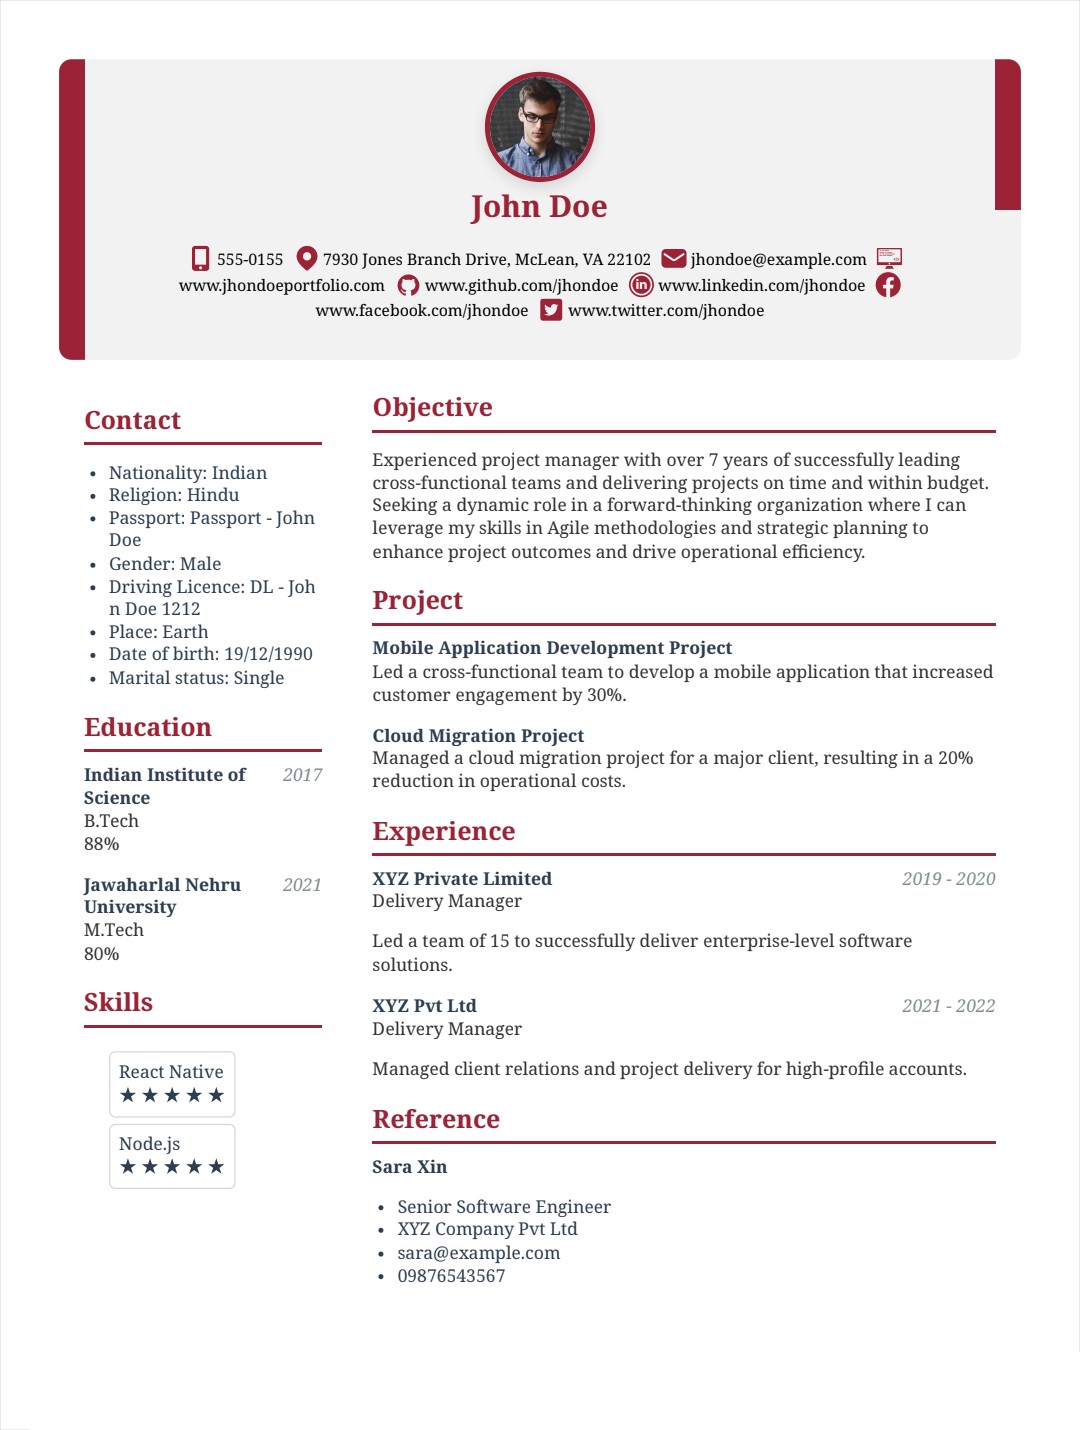 John Doe
555-0155 7930 Jones Branch Drive, McLean, VA 22102 jhondoe@example.com
www.jhondoeportfolio.com www.github.com/jhondoe www.linkedin.com/jhondoe
www.facebook.com/jhondoe www.twitter.com/jhondoe
Contact
• Nationality: Indian
• Religion: Hindu
• Passport: Passport - John
Doe
• Gender: Male
• Driving Licence: DL - Joh
n Doe 1212
• Place: Earth
• Date of birth: 19/12/1990
• Marital status: Single
Education
Indian Institute of 2017
Science
B.Tech
88%
Jawaharlal Nehru 2021
University
M.Tech
80%
Skills
React Native
★ ★ ★ ★ ★
Node.js
★ ★ ★ ★ ★
Objective
Experienced project manager with over 7 years of successfully leading
cross-functional teams and delivering projects on time and within budget.
Seeking a dynamic role in a forward-thinking organization where I can
leverage my skills in Agile methodologies and strategic planning to
enhance project outcomes and drive operational efficiency.
Project
Mobile Application Development Project
Led a cross-functional team to develop a mobile application that increased
customer engagement by 30%.
Cloud Migration Project
Managed a cloud migration project for a major client, resulting in a 20%
reduction in operational costs.
Experience
XYZ Private Limited 2019 - 2020
Delivery Manager
Led a team of 15 to successfully deliver enterprise-level software
solutions.
XYZ Pvt Ltd 2021 - 2022
Delivery Manager
Managed client relations and project delivery for high-profile accounts.
Reference
Sara Xin
• Senior Software Engineer
• XYZ Company Pvt Ltd
• sara@example.com
• 09876543567